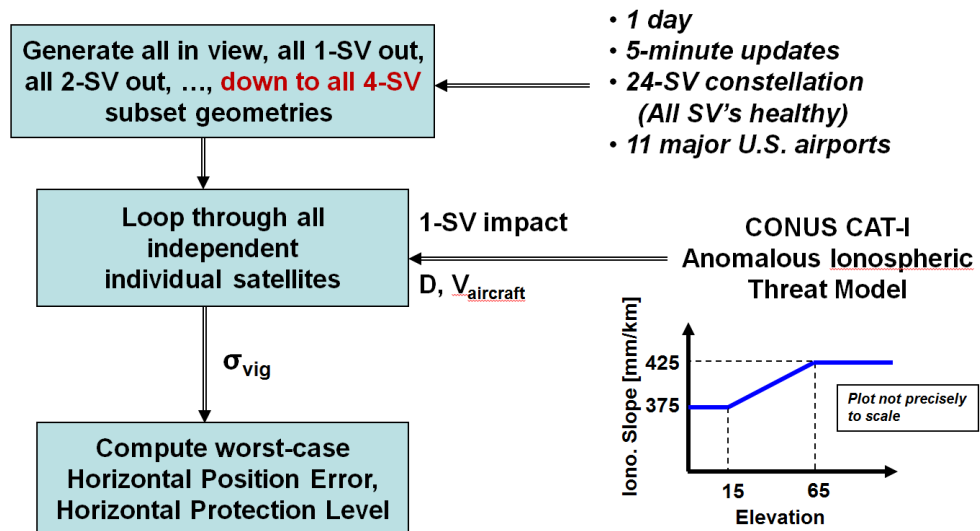 Generate all in view, all 1-SV out,
all 2-SV out, …, down to all 4-SV
subset geometries
• 1 day
• 5-minute updates
• 24-SV constellation
(All SV's healthy)
• 11 major U.S. airports
Loop through all
independent
individual satellites
1-SV impact
D, Vaircraft
CONUS CAT-I
Anomalous Ionospheric
Threat Model
σvig
Compute worst-case
Horizontal Position Error,
Horizontal Protection Level
Iono. Slope [mm/km]
425
375
Plot not precisely
to scale
15
65
Elevation